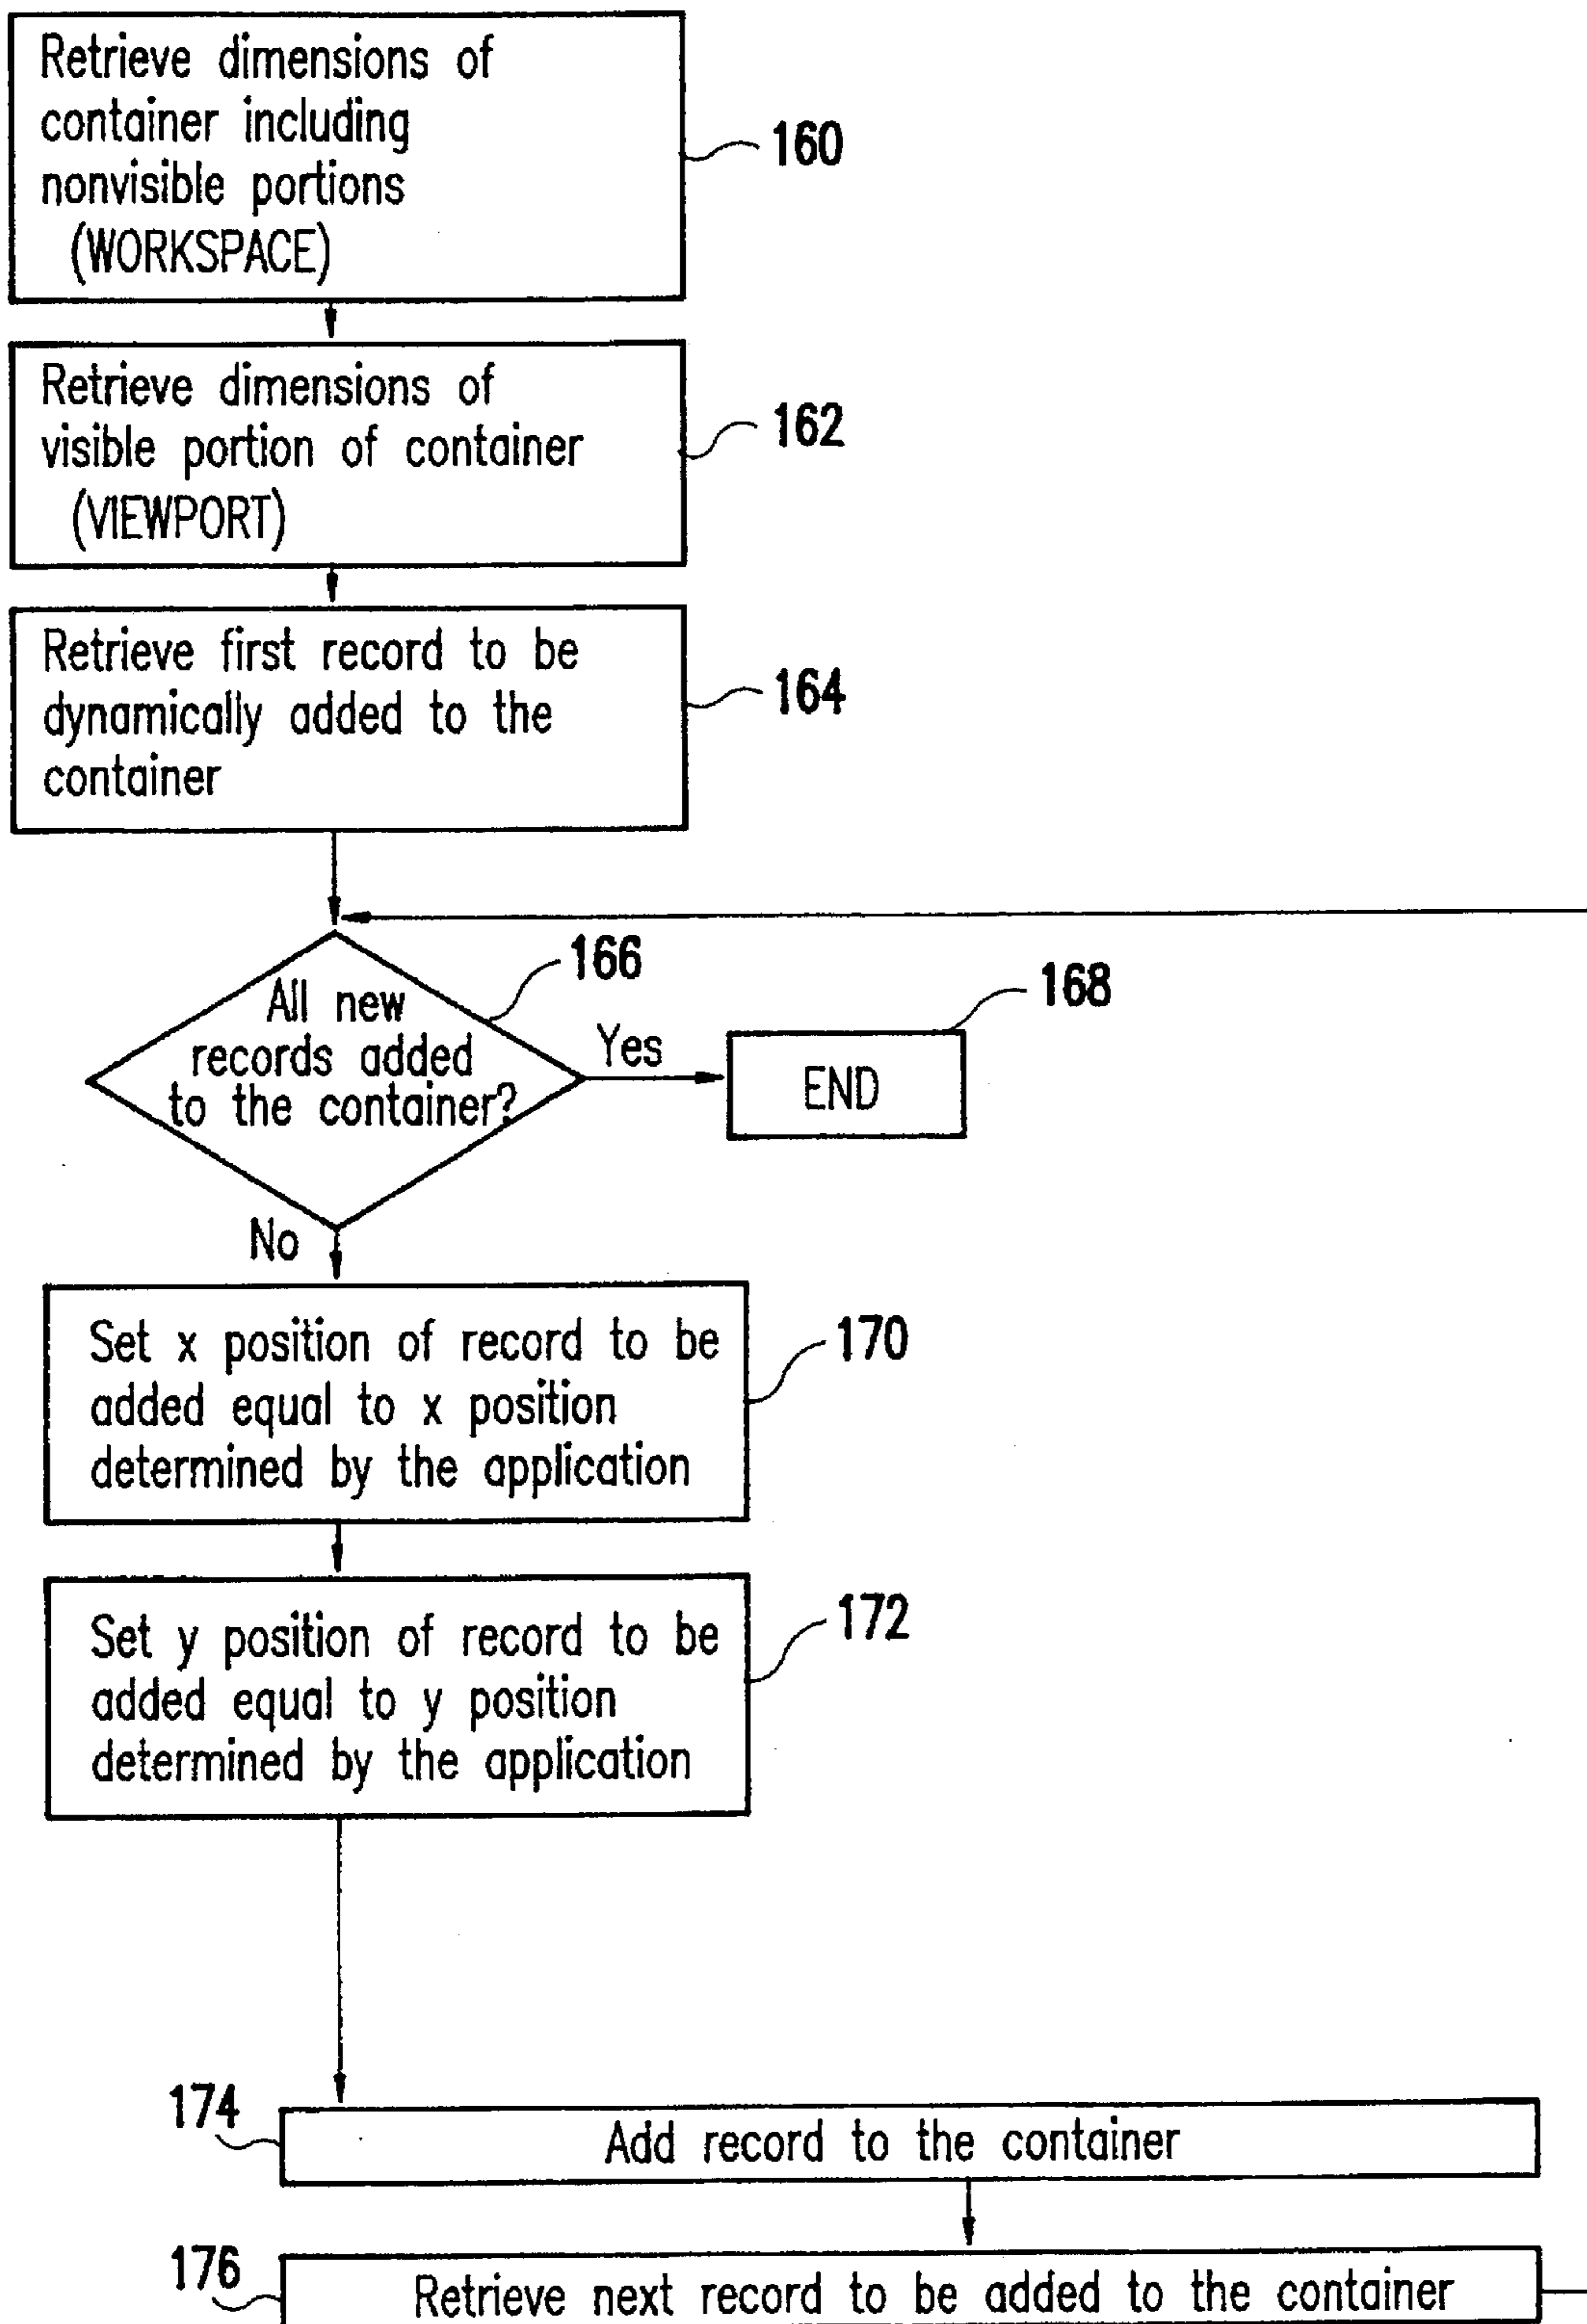 Retrieve dimensions of
container including
nonvisible portions
(WORKSPACE)
160
Retrieve dimensions of
visible portion of container
(VIEWPORT)
162
Retrieve first record to be
dynamically added to the
container
164
All new
records added
to the container?
166
Yes
END
168
No
Set x position of record to be
added equal to x position
determined by the application
170
Set y position of record to be
added equal to y position
determined by the application
172
174
Add record to the container
176
Retrieve next record to be added to the container